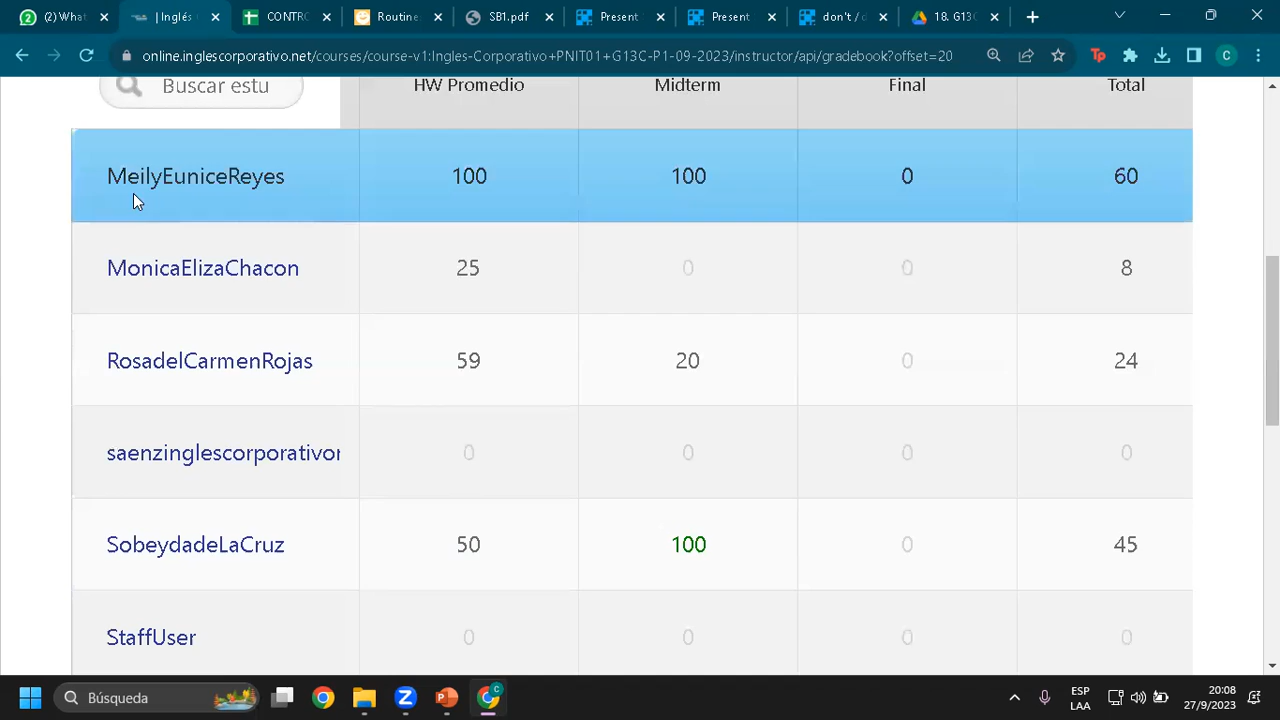 (2) What
| Inglés
CONTRO
Routine
SB1.pdf
Present
Present
don't / d
18. G13C
online.inglescorporativo.net/courses/course-v1:Ingles-Corporativo+PNIT01+G13C-P1-09-2023/instructor/api/gradebook?offset=20
Buscar estu
HW Promedio Midterm Final Total
MeilyEuniceReyes 100 100 0 60
MonicaElizaChacon 25 0 0 8
RosadelCarmenRojas 59 20 0 24
saenzinglescorporativor 0 0 0 0
SobeydadeLaCruz 50 100 0 45
StaffUser 0 0 0 0
Búsqueda
ESP
LAA
20:08
27/9/2023